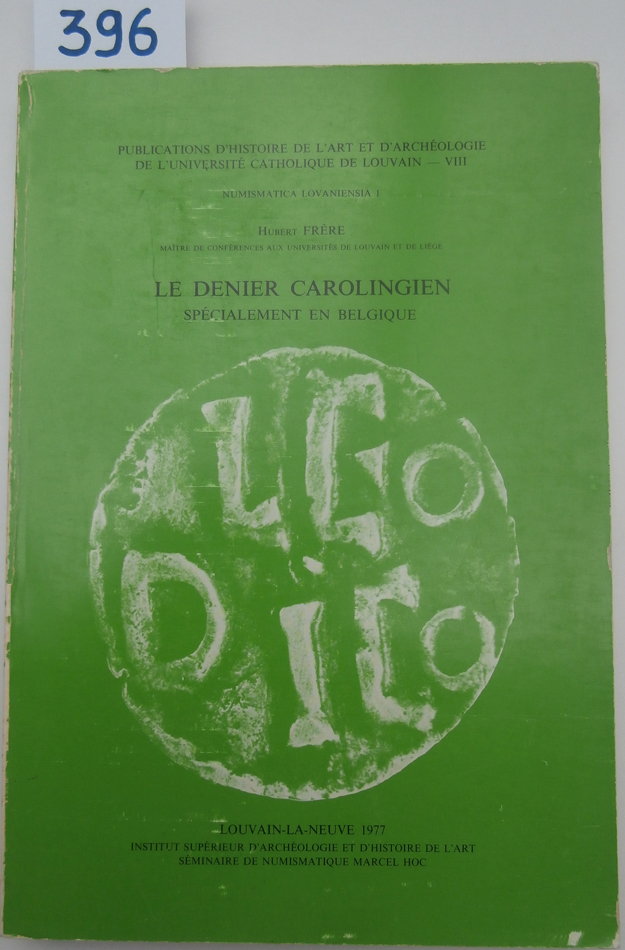 396
PUBLICATIONS D'HISTOIRE DE L'ART ET D'ARCHÉOLOGIE
DE L'UNIVERSITÉ CATHOLIQUE DE LOUVAIN — VIII
NUMISMATICA LOVANIENSIA 1
HUBERT FRÈRE
MAÎTRE DE CONFÉRENCES AUX UNIVERSITÉS DE LOUVAIN ET DE LIÈGE
LE DENIER CAROLINGIEN
SPÉCIALEMENT EN BELGIQUE
LEO
DICO
LOUVAIN-LA-NEUVE 1977
INSTITUT SUPÉRIEUR D'ARCHÉOLOGIE ET D'HISTOIRE DE L'ART
SÉMINAIRE DE NUMISMATIQUE MARCEL HOC